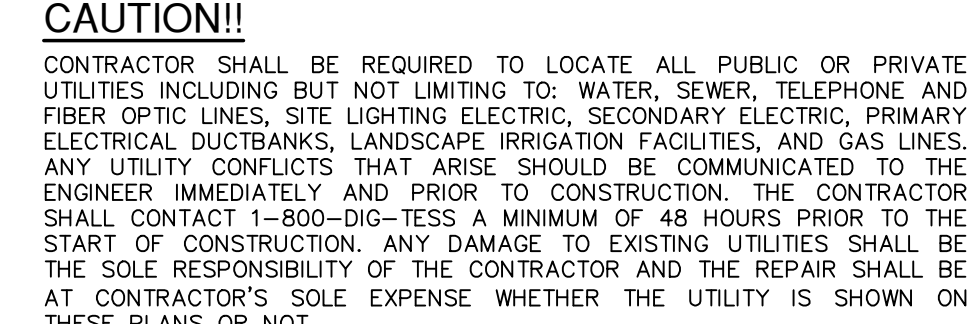 CAUTION!!
CONTRACTOR SHALL BE REQUIRED TO LOCATE ALL PUBLIC OR PRIVATE
UTILITIES INCLUDING BUT NOT LIMITING TO: WATER, SEWER, TELEPHONE AND
FIBER OPTIC LINES, SITE LIGHTING ELECTRIC, SECONDARY ELECTRIC, PRIMARY
ELECTRICAL DUCTBANKS, LANDSCAPE IRRIGATION FACILITIES, AND GAS LINES.
ANY UTILITY CONFLICTS THAT ARISE SHOULD BE COMMUNICATED TO THE
ENGINEER IMMEDIATELY AND PRIOR TO CONSTRUCTION. THE CONTRACTOR
SHALL CONTACT 1-800-DIG-TESS A MINIMUM OF 48 HOURS PRIOR TO THE
START OF CONSTRUCTION. ANY DAMAGE TO EXISTING UTILITIES SHALL BE
THE SOLE RESPONSIBILITY OF THE CONTRACTOR AND THE REPAIR SHALL BE
AT CONTRACTOR'S SOLE EXPENSE WHETHER THE UTILITY IS SHOWN ON
THESE PLANS OR NOT